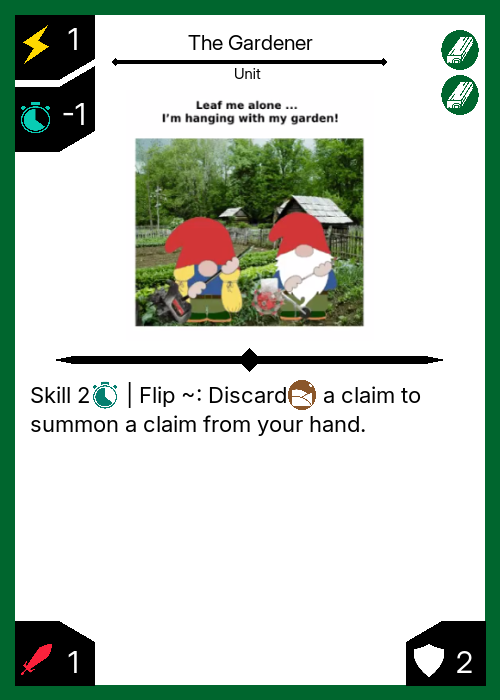 1
The Gardener
Unit
-1
Leaf me alone ...
I'm hanging with my garden!
Skill 2 | Flip ~: Discard a claim to
summon a claim from your hand.
1
2